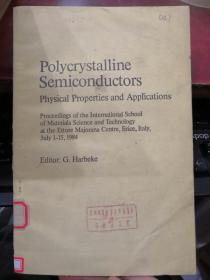 Polycrystalline
Semiconductors
Physical Properties and Applications
Proceedings of the International School
of Materials Science and Technology
at the Ettore Majorana Centre, Erice, Italy,
July 1-15, 1984
Editor: G. Harbeke